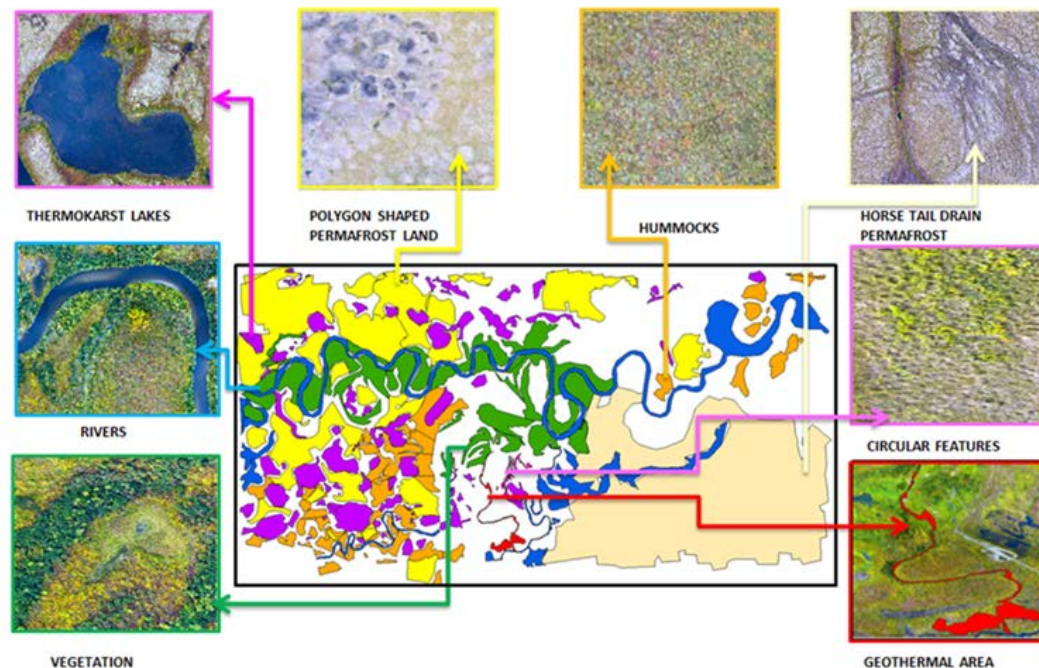 THERMOKARST LAKES
POLYGON SHAPED
PERMAFROST LAND
HUMMOCKS
HORSE TAIL DRAIN
PERMAFROST
RIVERS
CIRCULAR FEATURES
VEGETATION
GEOTHERMAL AREA